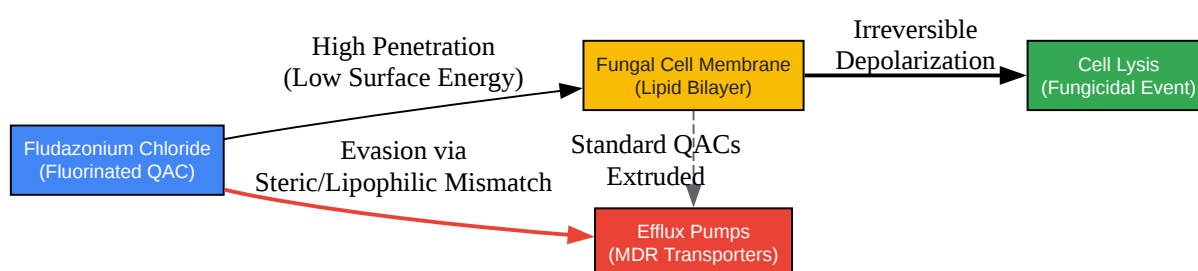 High Penetration
(Low Surface Energy)
Irreversible
Depolarization
Fungal Cell Membrane
(Lipid Bilayer)
Cell Lysis
(Fungicidal Event)
Fludazonium Chloride
(Fluorinated QAC)
Evasion via
Steric/Lipophilic Mismatch
Standard QACs
Extruded
Efflux Pumps
(MDR Transporters)